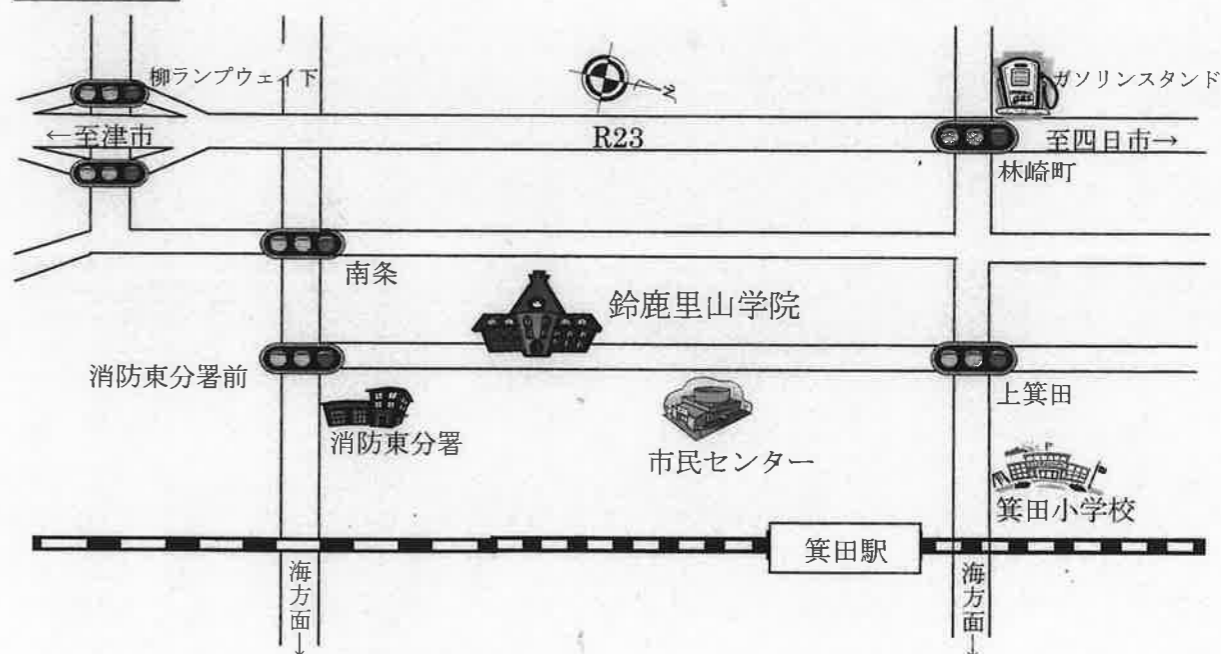 柳ランプウェイ下
N
ガソリンスタンド
←至津市
R23
至四日市→
林崎町
南条
鈴鹿里山学院
消防東分署前
上箕田
消防東分署
市民センター
箕田小学校
箕田駅
海方面↓
海方面↓